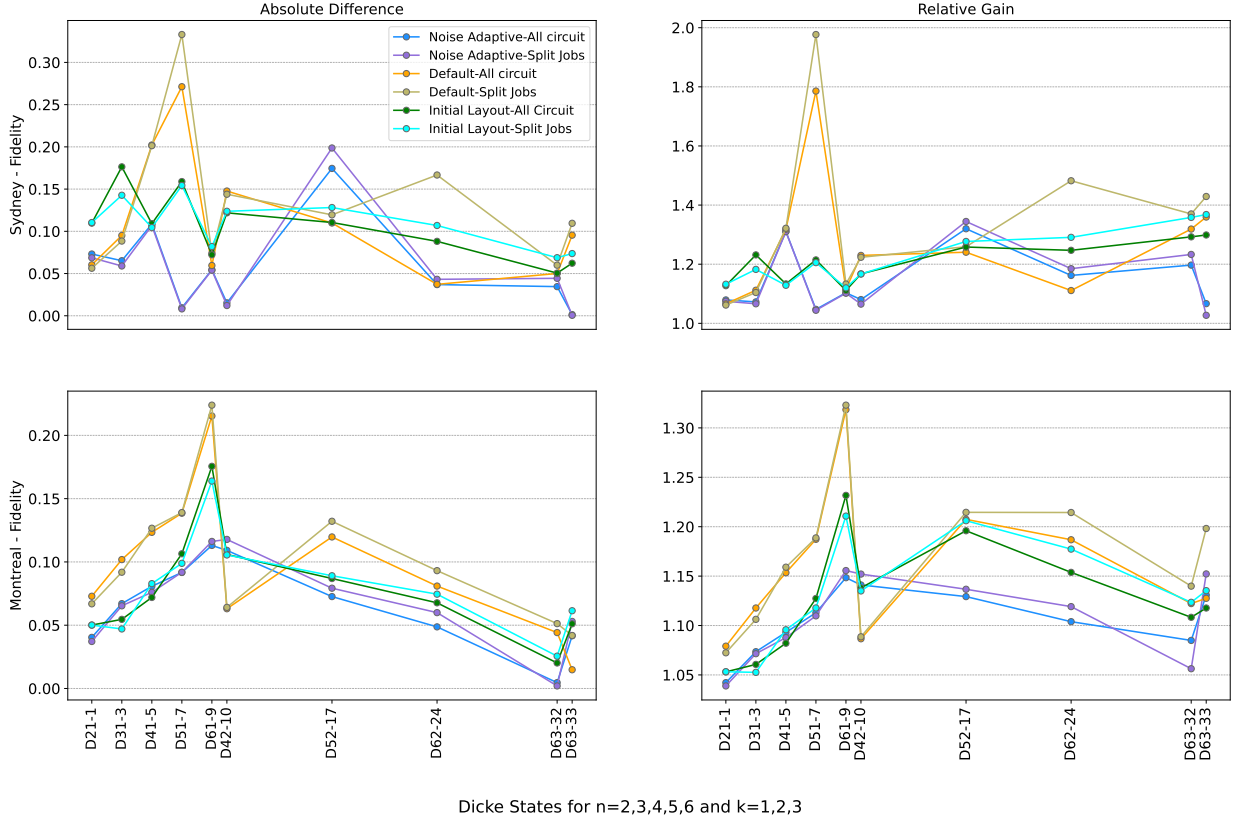 Absolute Difference
Relative Gain
Sydney - Fidelity
0.30
0.25
0.20
0.15
0.10
0.05
0.00
Noise Adaptive-All circuit
Noise Adaptive-Split Jobs
Default-All circuit
Default-Split Jobs
Initial Layout-All Circuit
Initial Layout-Split Jobs
2.0
1.8
1.6
1.4
1.2
1.0
Montreal - Fidelity
0.20
0.15
0.10
0.05
0.00
D21-1
D31-3
D41-5
D51-7
D61-9
D42-10
D52-17
D62-24
D63-32
D63-33
1.30
1.25
1.20
1.15
1.10
1.05
D21-1
D31-3
D41-5
D51-7
D61-9
D42-10
D52-17
D62-24
D63-32
D63-33
Dicke States for n=2,3,4,5,6 and k=1,2,3